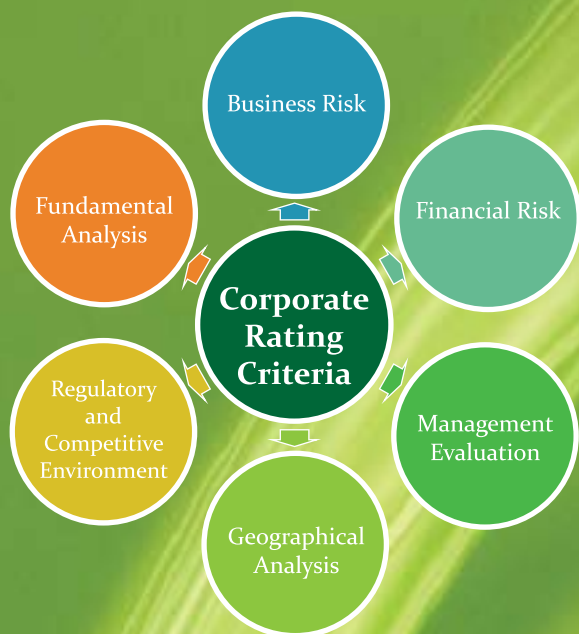 Business Risk
Fundamental
Analysis
Financial Risk
Corporate
Rating
Criteria
Regulatory
and
Competitive
Environment
Management
Evaluation
Geographical
Analysis